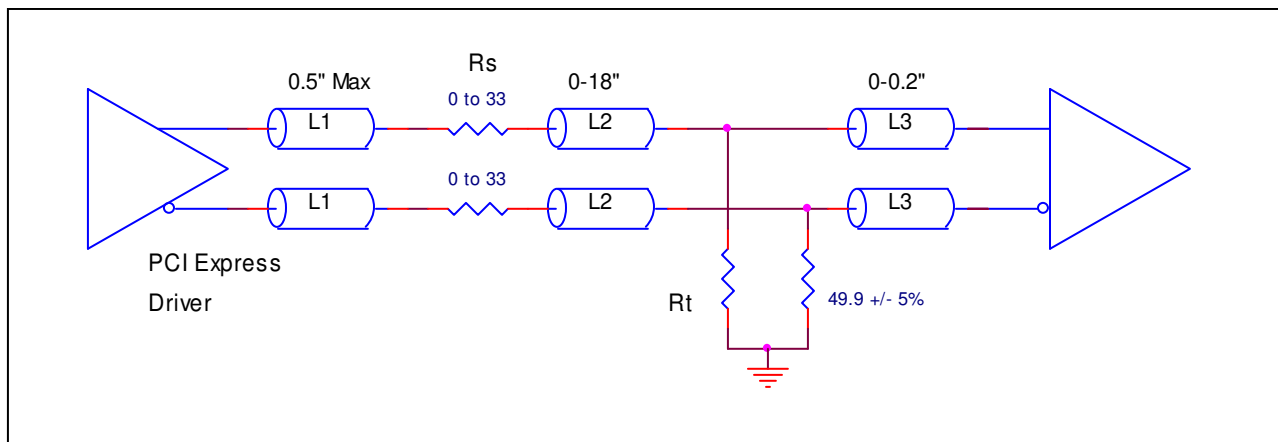 Rs
0.5" Max
0 to 33
0-18"
0-0.2"
L1
L2
L3
0 to 33
L1
L2
L3
PCI Express
Driver
Rt
49.9 +/- 5%